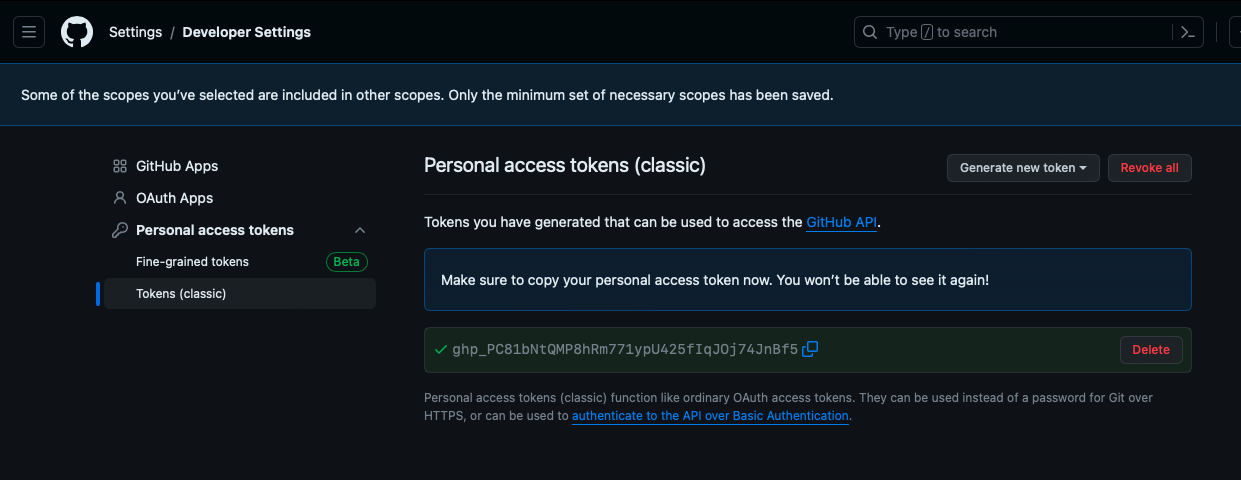 Settings / Developer Settings
Type / to search
Some of the scopes you've selected are included in other scopes. Only the minimum set of necessary scopes has been saved.
GitHub Apps
OAuth Apps
Personal access tokens
Fine-grained tokens Beta
Tokens (classic)
Personal access tokens (classic)
Generate new token
Revoke all
Tokens you have generated that can be used to access the GitHub API.
Make sure to copy your personal access token now. You won't be able to see it again!
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
Delete
Personal access tokens (classic) function like ordinary OAuth access tokens. They can be used instead of a password for Git over
HTTPS, or can be used to authenticate to the API over Basic Authentication.